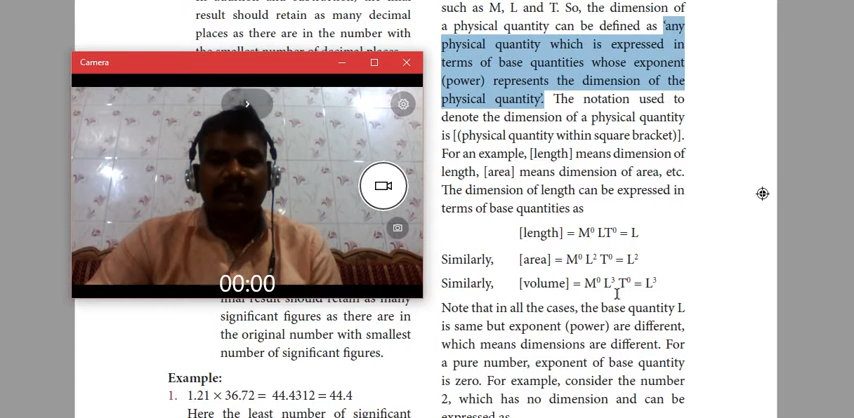 result should retain as many decimal
places as there are in the number with
the smallest number of decimal places.
Camera
00:00
final result should retain as many
significant figures as there are in
the original number with smallest
number of significant figures.
Example:
1. 1.21 × 36.72 = 44.4312 = 44.4
Here the least number of significant
such as M, L and T. So, the dimension of
a physical quantity can be defined as 'any
physical quantity which is expressed in
terms of base quantities whose exponent
(power) represents the dimension of the
physical quantity'. The notation used to
denote the dimension of a physical quantity
is [(physical quantity within square bracket)].
For an example, [length] means dimension of
length, [area] means dimension of area, etc.
The dimension of length can be expressed in
terms of base quantities as
[length] = M⁰ LT⁰ = L
Similarly, [area] = M⁰ L² T⁰ = L²
Similarly, [volume] = M⁰ L³ T⁰ = L³
Note that in all the cases, the base quantity L
is same but exponent (power) are different,
which means dimensions are different. For
a pure number, exponent of base quantity
is zero. For example, consider the number
2, which has no dimension and can be
expressed as